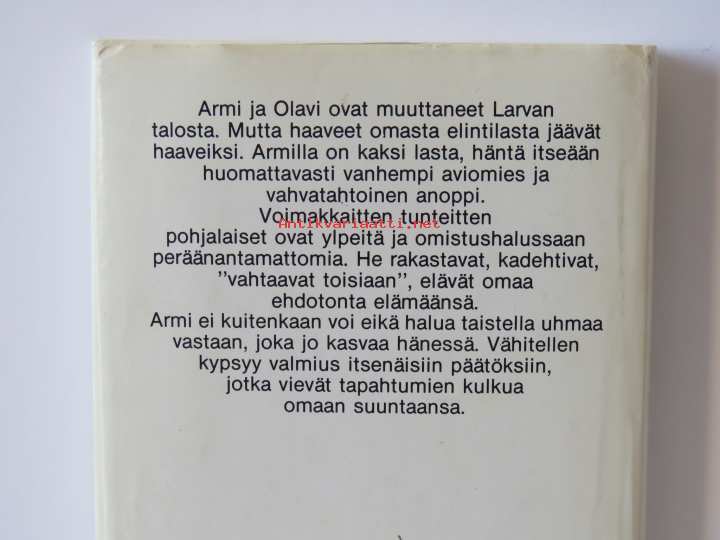 Armi ja Olavi ovat muuttaneet Larvan
talosta. Mutta haaveet omasta elintilasta jäävät
haaveiksi. Armilla on kaksi lasta, häntä itseään
huomattavasti vanhempi aviomies ja
vahvatahtoinen anoppi.
Voimakkaitten tunteitten
Antikvariaatti.net
pohjalaiset ovat ylpeitä ja omistushalussaan
peräänantamattomia. He rakastavat, kadehtivat,
"vahtaavat toisiaan", elävät omaa
ehdotonta elämäänsä.
Armi ei kuitenkaan voi eikä halua taistella uhmaa
vastaan, joka jo kasvaa hänessä. Vähitellen
kypsyy valmius itsenäisiin päätöksiin,
jotka vievät tapahtumien kulkua
omaan suuntaansa.